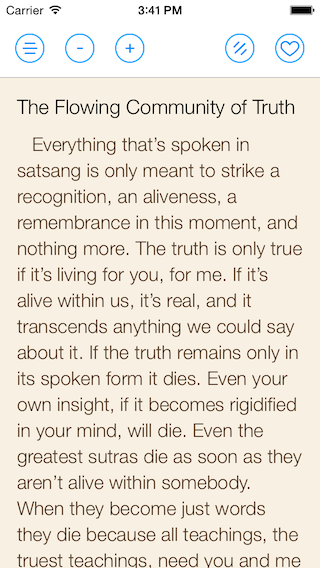 Carrier 3:41 PM
- +
The Flowing Community of Truth
Everything that's spoken in
satsang is only meant to strike a
recognition, an aliveness, a
remembrance in this moment, and
nothing more. The truth is only true
if it's living for you, for me. If it's
alive within us, it's real, and it
transcends anything we could say
about it. If the truth remains only in
its spoken form it dies. Even your
own insight, if it becomes rigidified
in your mind, will die. Even the
greatest sutras die as soon as they
aren't alive within somebody.
When they become just words
they die because all teachings, the
truest teachings, need you and me